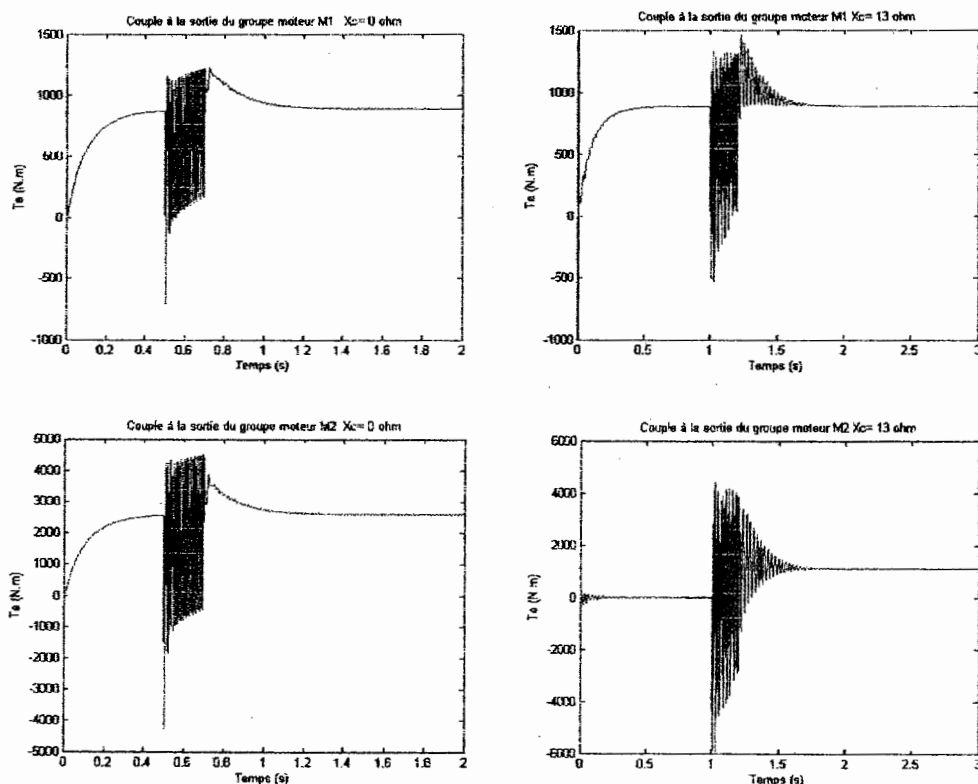 Couple à la sortie du groupe moteur M1 Xc= 0 ohm
1500
1000
500
0
-500
-1000
Te (N.m)
0 0.2 0.4 0.6 0.8 1 1.2 1.4 1.6 1.8 2
Temps (s)
Couple à la sortie du groupe moteur M1 Xc= 13 ohm
1500
1000
500
0
-500
-1000
Te (N.m)
0 0.5 1 1.5 2 2.5 3
Temps (s)
Couple à la sortie du groupe moteur M2 Xc= 0 ohm
5000
4000
3000
2000
1000
0
-1000
-2000
-3000
-4000
-5000
Te (N.m)
0 0.2 0.4 0.6 0.8 1 1.2 1.4 1.6 1.8 2
Temps (s)
Couple à la sortie du groupe moteur M2 Xc= 13 ohm
6000
4000
2000
0
-2000
-4000
-6000
Te (N.m)
0 0.5 1 1.5 2 2.5 3
Temps (s)